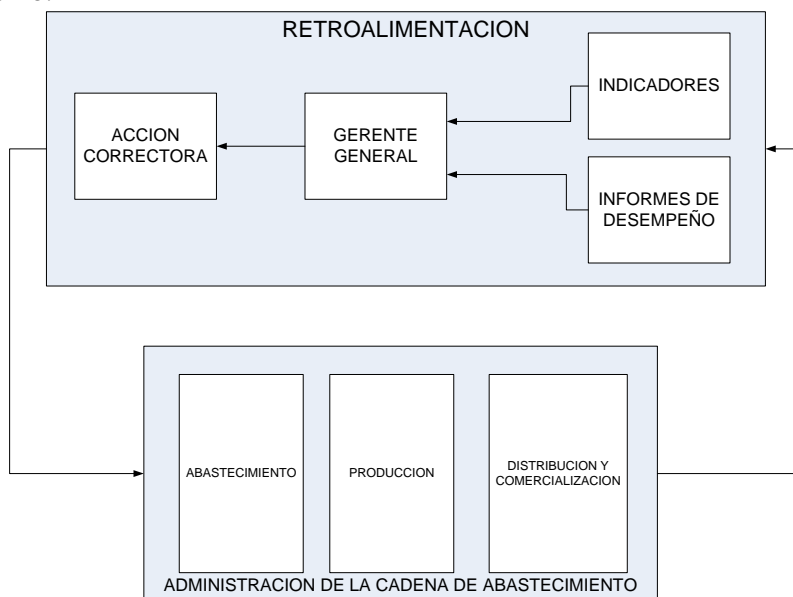 RETROALIMENTACION
INDICADORES
ACCION
CORRECTORA
GERENTE
GENERAL
INFORMES DE
DESEMPEÑO
ABASTECIMIENTO
PRODUCCION
DISTRIBUCION Y
COMERCIALIZACION
ADMINISTRACION DE LA CADENA DE ABASTECIMIENTO